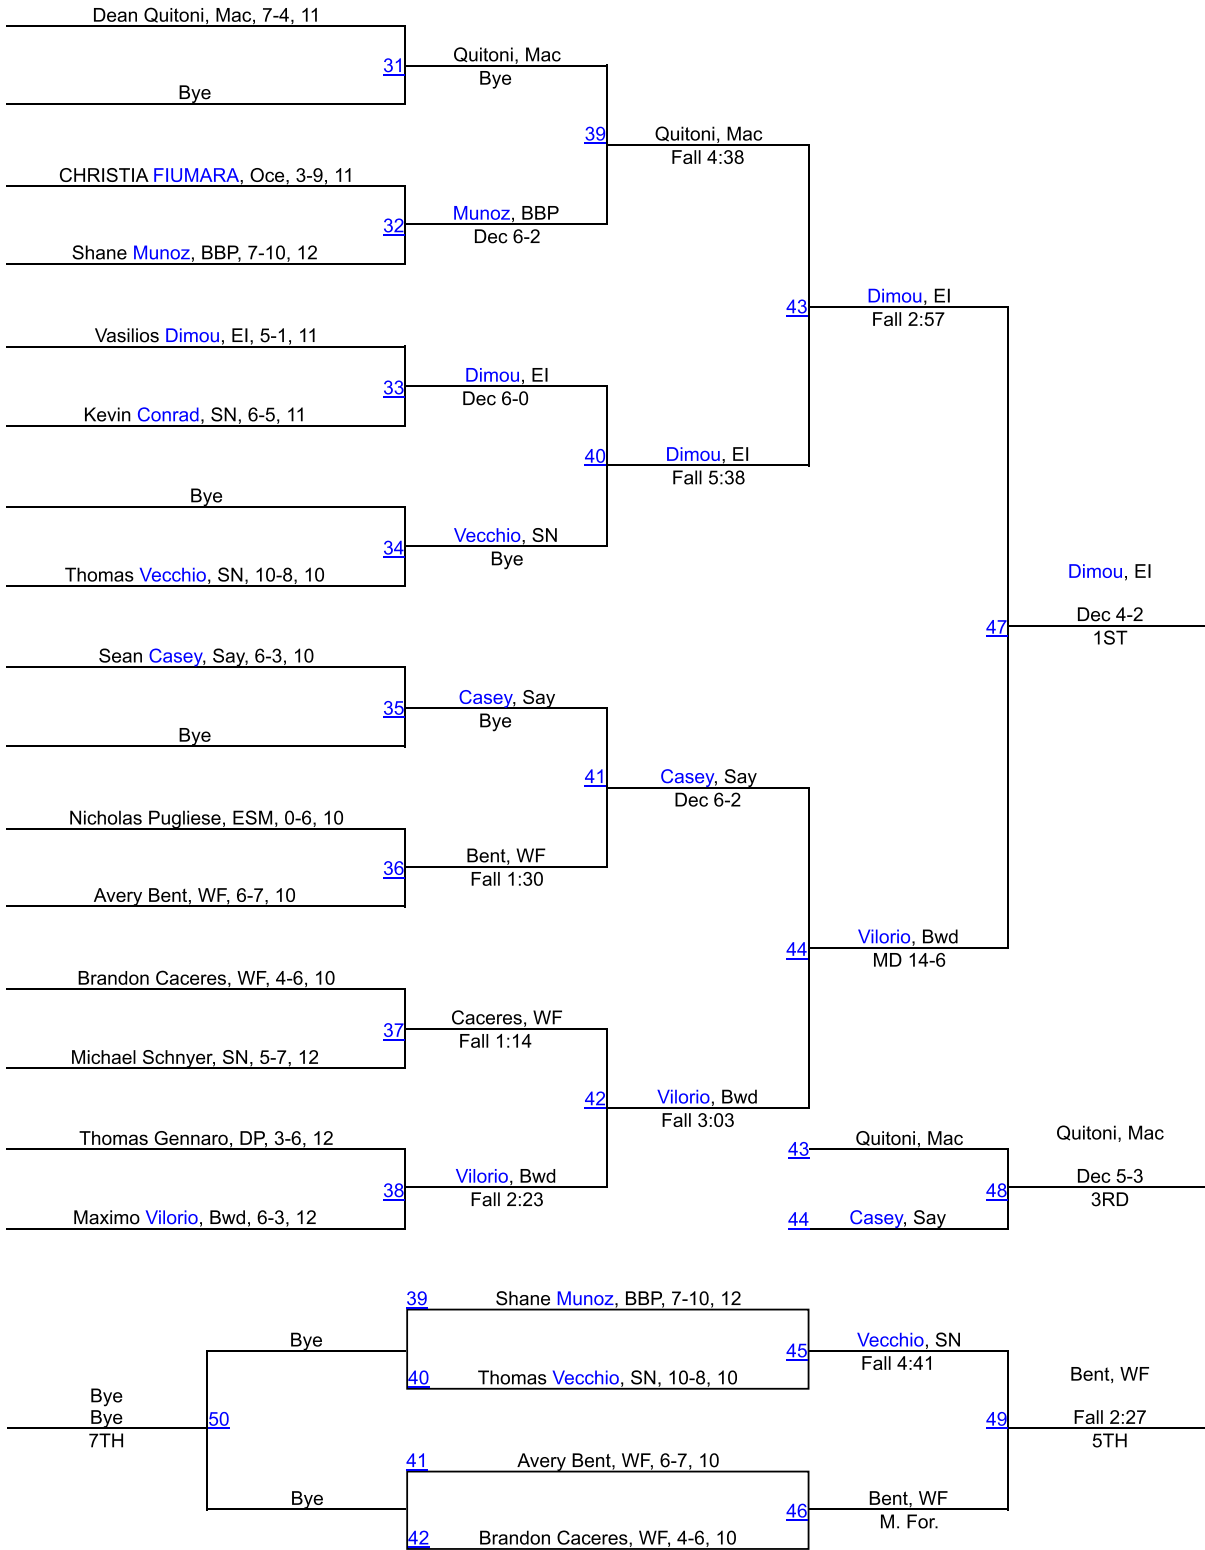 Dean Quitoni, Mac, 7-4, 11
31
Quitoni, Mac
Bye
Bye
39
Quitoni, Mac
Fall 4:38
CHRISTIA FIUMARA, Oce, 3-9, 11
32
Munoz, BBP
Dec 6-2
Shane Munoz, BBP, 7-10, 12
43
Dimou, EI
Fall 2:57
Vasilios Dimou, EI, 5-1, 11
33
Dimou, EI
Dec 6-0
Kevin Conrad, SN, 6-5, 11
40
Dimou, EI
Fall 5:38
Bye
34
Vecchio, SN
Bye
Thomas Vecchio, SN, 10-8, 10
47
Dimou, EI
Dec 4-2
1ST
Sean Casey, Say, 6-3, 10
35
Casey, Say
Bye
Bye
41
Casey, Say
Dec 6-2
Nicholas Pugliese, ESM, 0-6, 10
36
Bent, WF
Fall 1:30
Avery Bent, WF, 6-7, 10
44
Vilorio, Bwd
MD 14-6
Brandon Caceres, WF, 4-6, 10
37
Caceres, WF
Fall 1:14
Michael Schnyer, SN, 5-7, 12
42
Vilorio, Bwd
Fall 3:03
Thomas Gennaro, DP, 3-6, 12
38
Vilorio, Bwd
Fall 2:23
Maximo Vilorio, Bwd, 6-3, 12
43
Quitoni, Mac
48
Quitoni, Mac
Dec 5-3
3RD
44
Casey, Say
39
Shane Munoz, BBP, 7-10, 12
Bye
45
Vecchio, SN
Fall 4:41
40
Thomas Vecchio, SN, 10-8, 10
Bye
Bye
7TH
50
49
Bent, WF
Fall 2:27
5TH
41
Avery Bent, WF, 6-7, 10
Bye
46
Bent, WF
M. For.
42
Brandon Caceres, WF, 4-6, 10